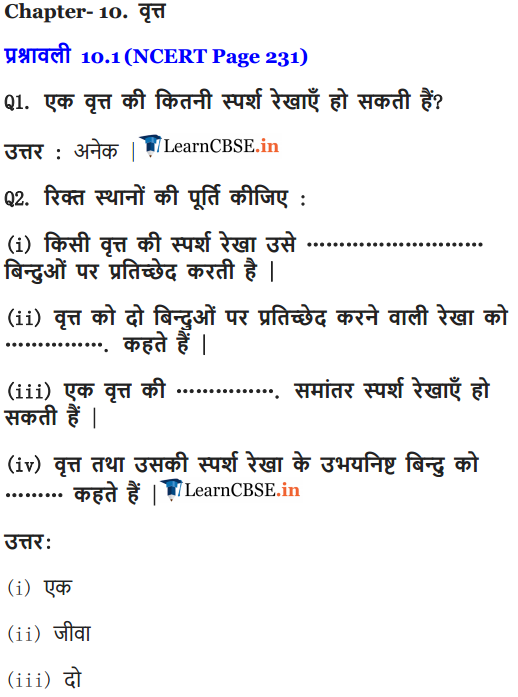 Chapter- 10. वृत्त
प्रश्नावली 10.1 (NCERT Page 231)
Q1. एक वृत्त की कितनी स्पर्श रेखाएँ हो सकती हैं?
उत्तर : अनेक | LearnCBSE.in
Q2. रिक्त स्थानों की पूर्ति कीजिए :
(i) किसी वृत्त की स्पर्श रेखा उसे ............................
बिन्दुओं पर प्रतिच्छेद करती है |
(ii) वृत्त को दो बिन्दुओं पर प्रतिच्छेद करने वाली रेखा को
................ कहते हैं |
(iii) एक वृत्त की ................ समांतर स्पर्श रेखाएँ हो
सकती हैं |
(iv) वृत्त तथा उसकी स्पर्श रेखा के उभयनिष्ट बिन्दु को
......... कहते हैं | LearnCBSE.in
उत्तर:
(i) एक
(ii) जीवा
(iii) दो